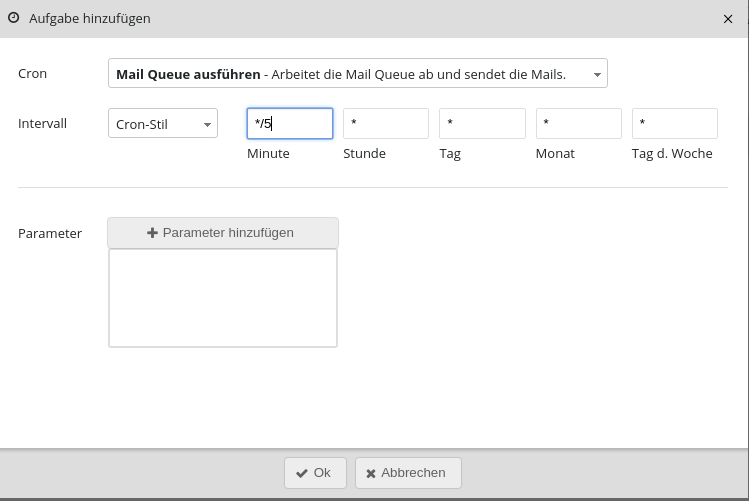 Aufgabe hinzufügen
Cron Mail Queue ausführen - Arbeitet die Mail Queue ab und sendet die Mails.
Intervall Cron-Stil */5 * * * *
Minute Stunde Tag Monat Tag d. Woche
Parameter Parameter hinzufügen
Ok Abbrechen